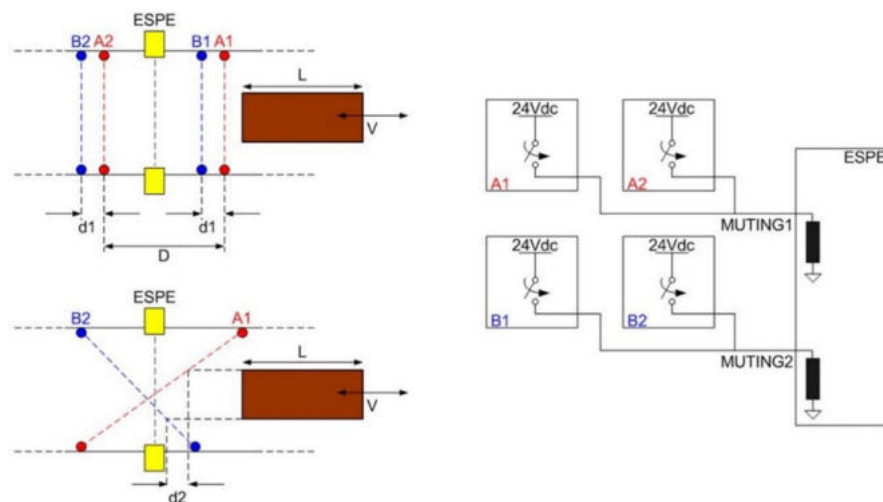 ESPE
B2 A2 B1 A1
L
V
d1 d1
D
ESPE
B2 A1
L
V
d2
24Vdc 24Vdc
A1 A2
ESPE
MUTING1
24Vdc 24Vdc
B1 B2
MUTING2